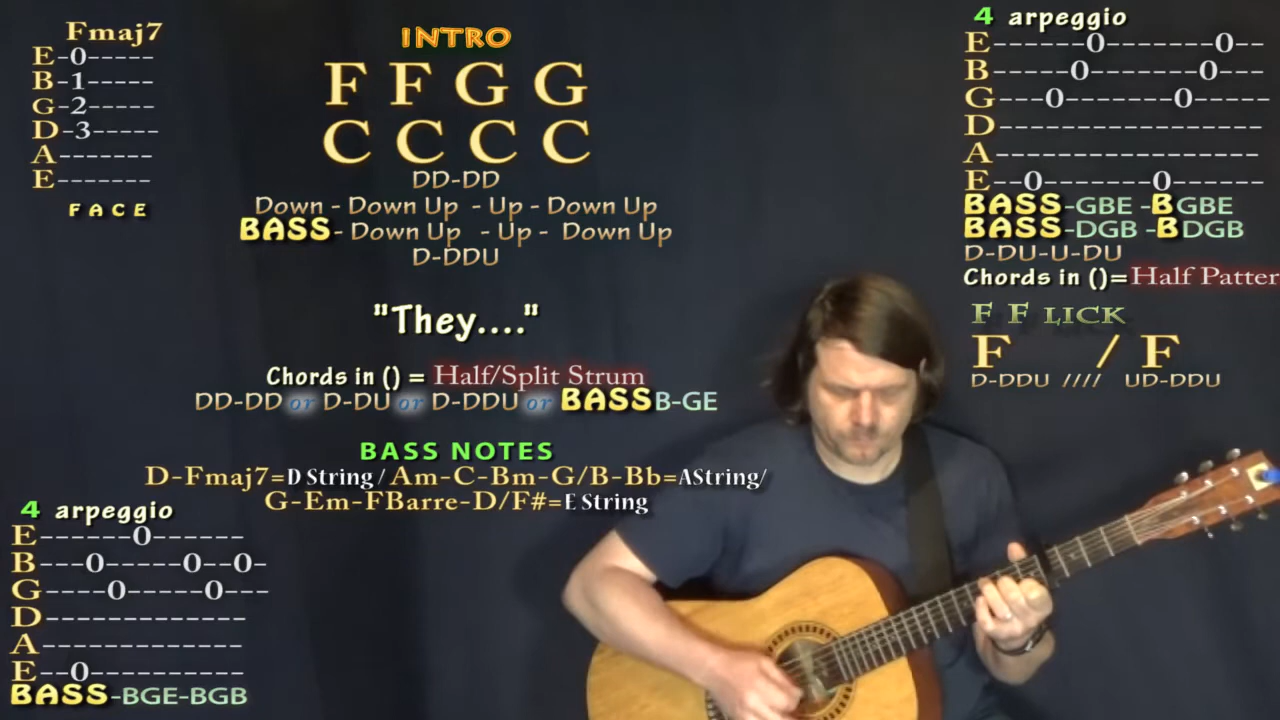 Fmaj7
E-0-----
B-1-----
G-2-----
D-3-----
A-------
E-------
F A C E
INTRO
F F G G
C C C C
DD-DD
Down - Down Up - Up - Down Up
BASS- Down Up - Up - Down Up
D-DDU
"They...."
Chords in () = Half/Split Strum
DD-DD or D-DU or D-DDU or BASSB-GE
BASS NOTES
D-Fmaj7=D String / Am-C-Bm-G/B-Bb=AString/
G-Em-FBarre-D/F#=E String
4 arpeggio
E------0------
B---0-----0--0-
G----0-----0---
D-------------
A-------------
E--0----------
BASS-BGE-BGB
4 arpeggio
E------0-------0--
B-----0-------0---
G---0-------0-----
D-----------------
A-----------------
E--0-------0------
BASS-GBE -BGBE
BASS-DGB -BDGB
D-DU-U-DU
Chords in ()=Half Patter
F F LICK
F / F
D-DDU //// UD-DDU